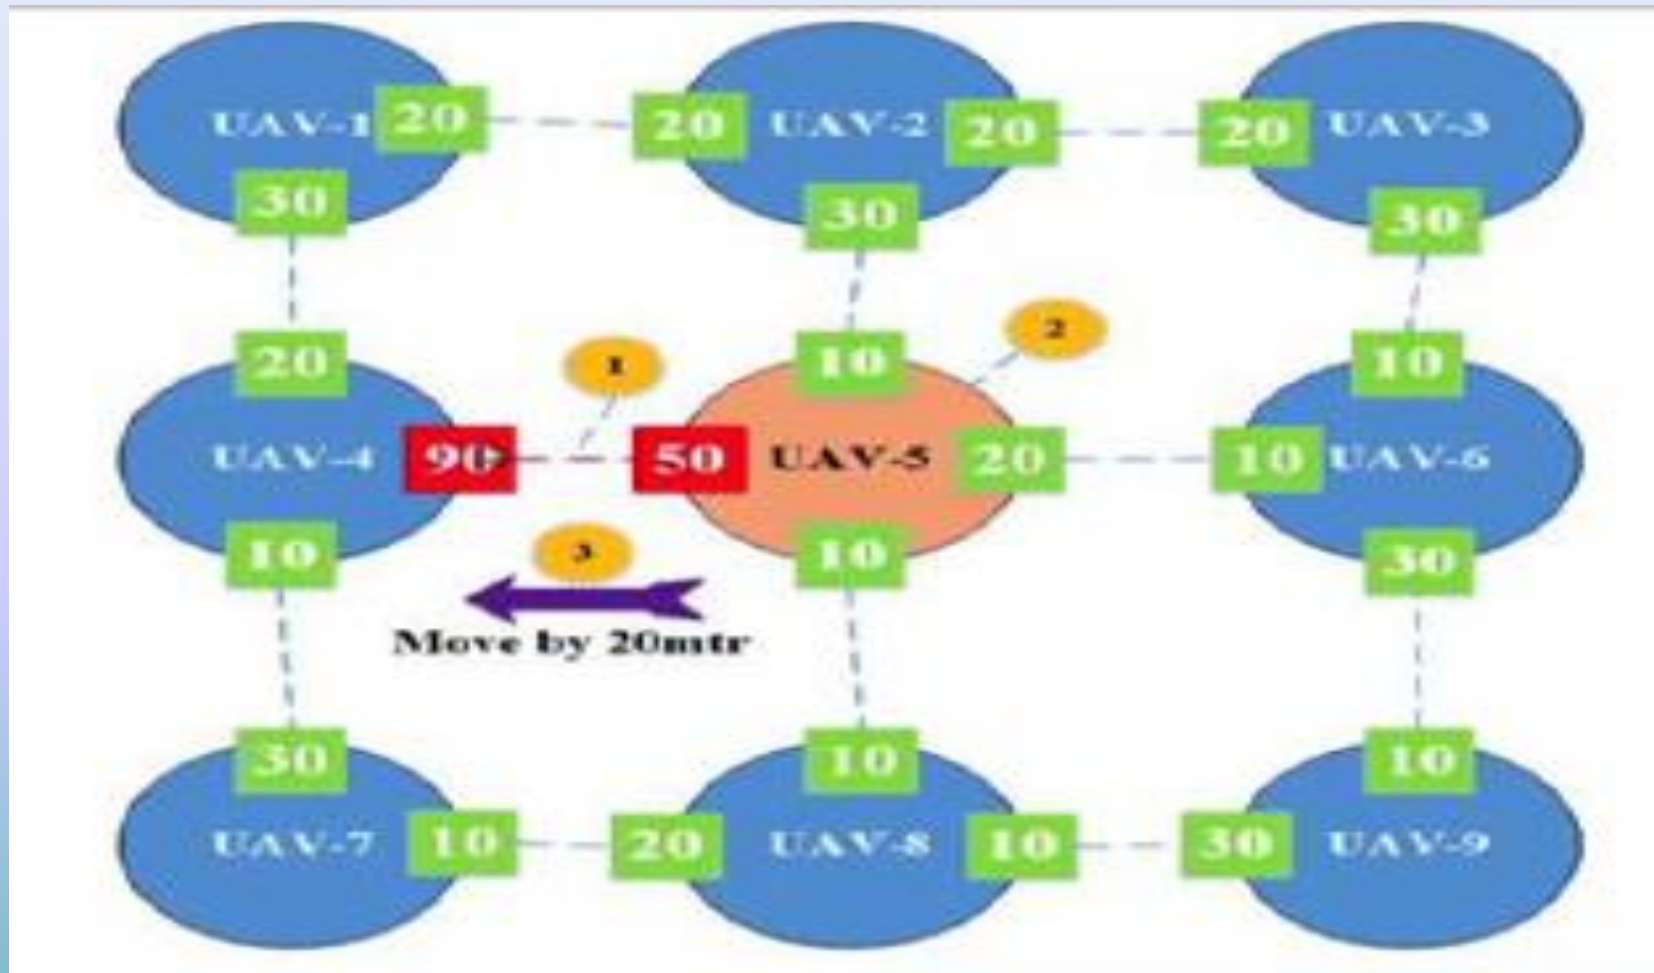 UAV-1 20 20 UAV-2 20 20 UAV-3
30 30 30
1 2
20 10 10
UAV-4 90 50 UAV-5 20 10 UAV-6
10 3 10 30
Move by 20mtr
30 10 10
UAV-7 10 20 UAV-8 10 30 UAV-9